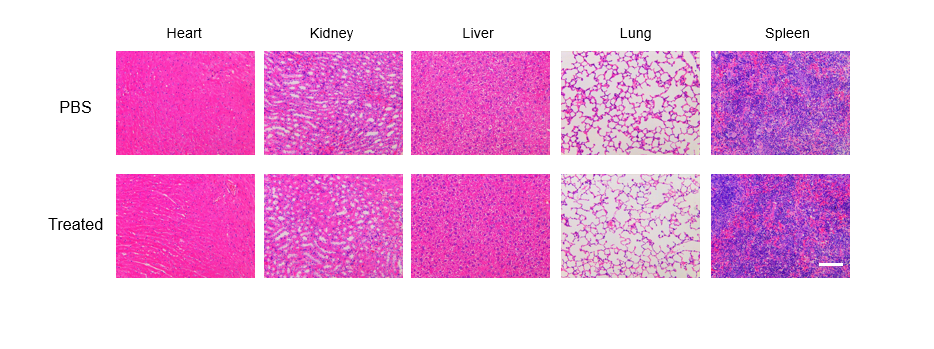 Heart Kidney Liver Lung Spleen
PBS
Treated